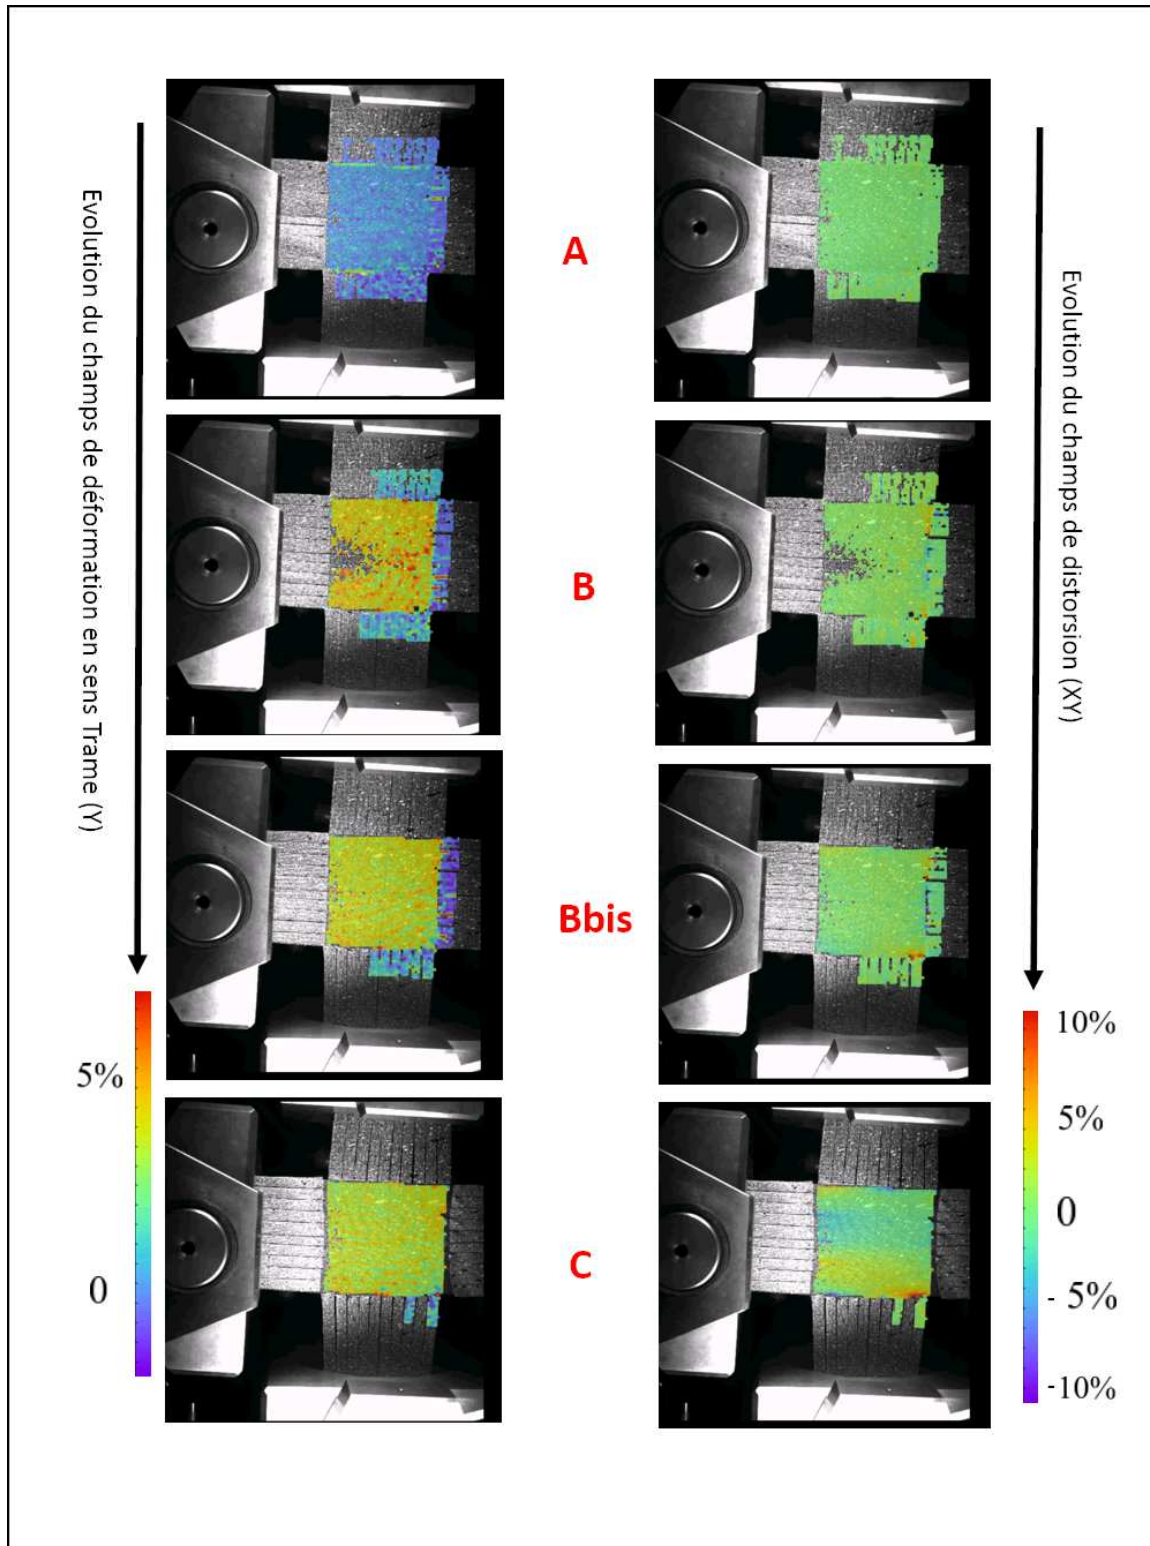 Evolution du champs de déformation en sens Trame (Y)
A
B
Bbis
C
Evolution du champs de distorsion (XY)
5%
0
10%
5%
0
- 5%
-10%